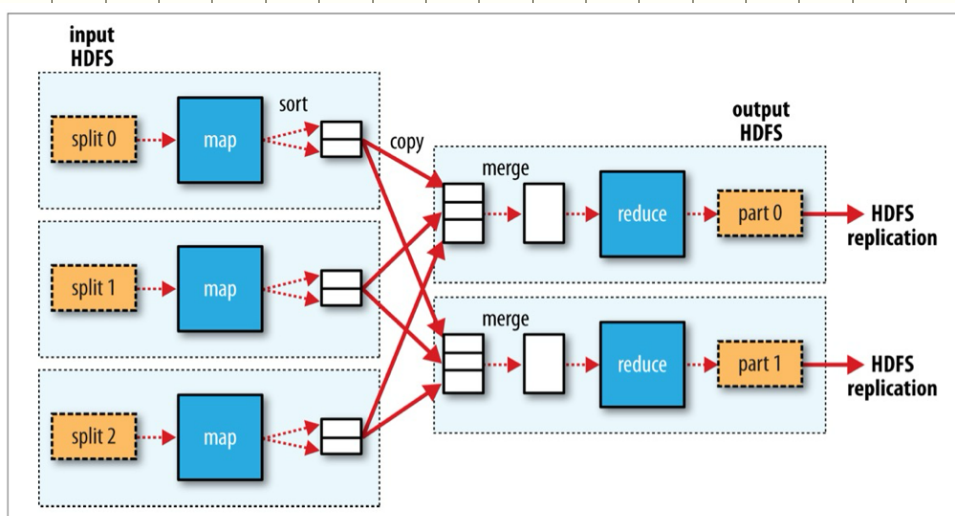 input
HDFS
split 0
map
sort
copy
split 1
map
split 2
map
output
HDFS
merge
reduce
part 0
HDFS
replication
merge
reduce
part 1
HDFS
replication